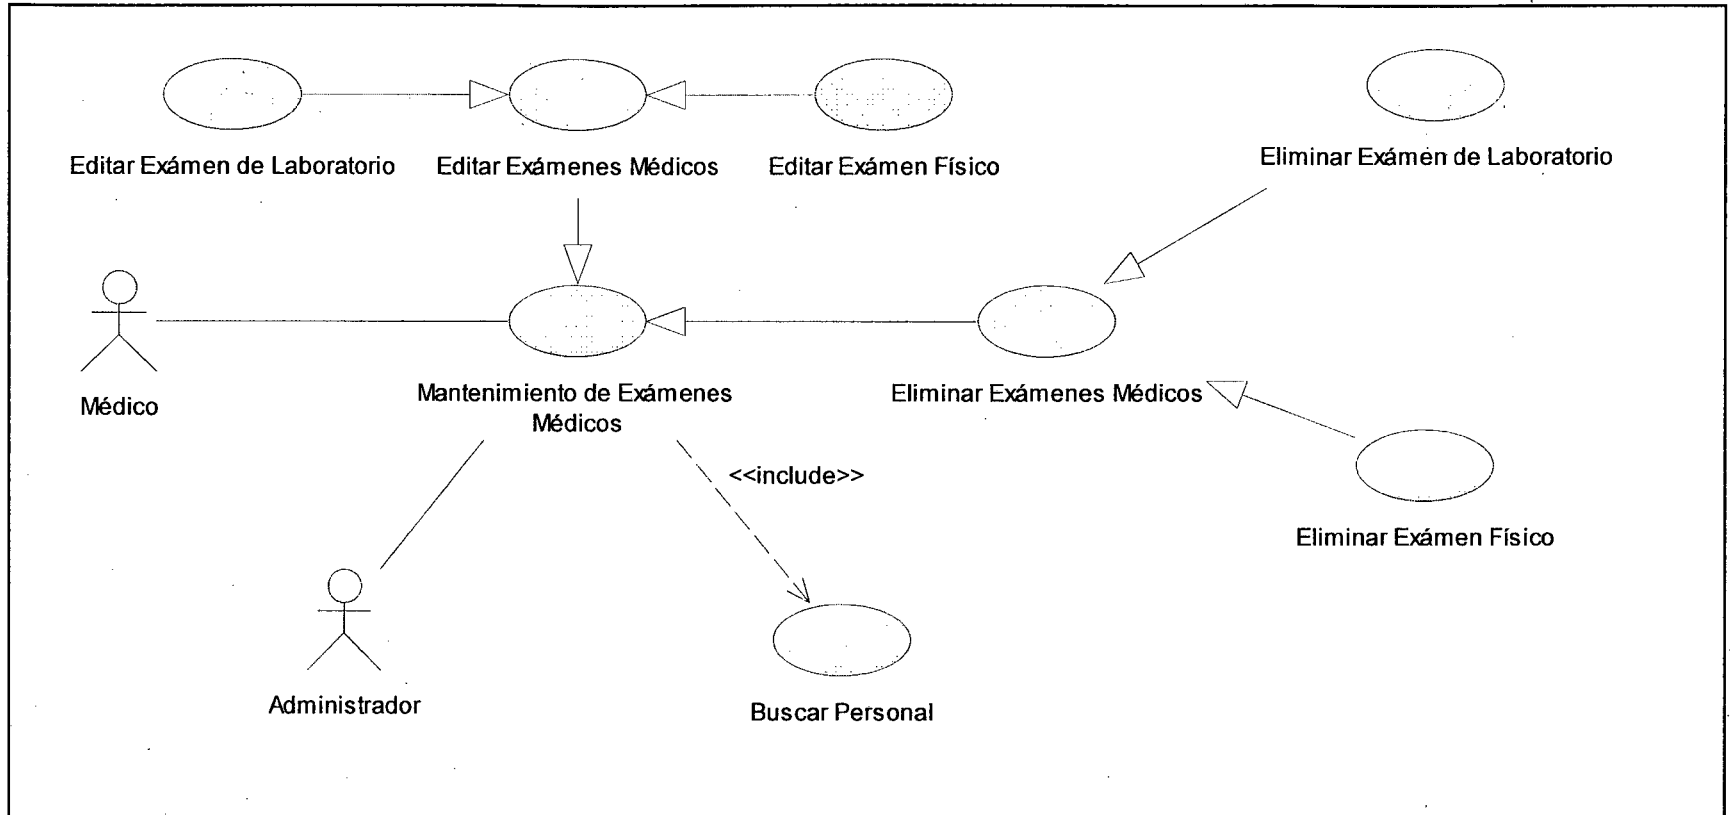 Editar Exámen de Laboratorio
Editar Exámenes Médicos
Editar Exámen Físico
Eliminar Exámen de Laboratorio
Médico
Mantenimiento de Exámenes
Médicos
Eliminar Exámenes Médicos
<<include>>
Eliminar Exámen Físico
Administrador
Buscar Personal